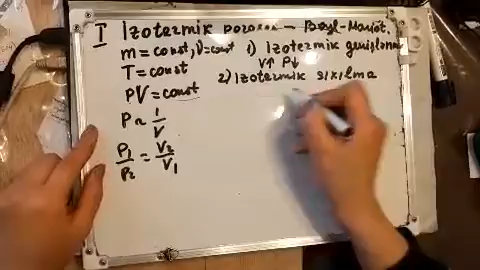 I Izotermik proses — Boyl-Mariot.
m=const, ν=const 1) Izotermik genişlənmə
V↑ P↓
T=const
2) Izotermik sıxılma
PV=const
P~1/V
P₁/P₂=V₂/V₁